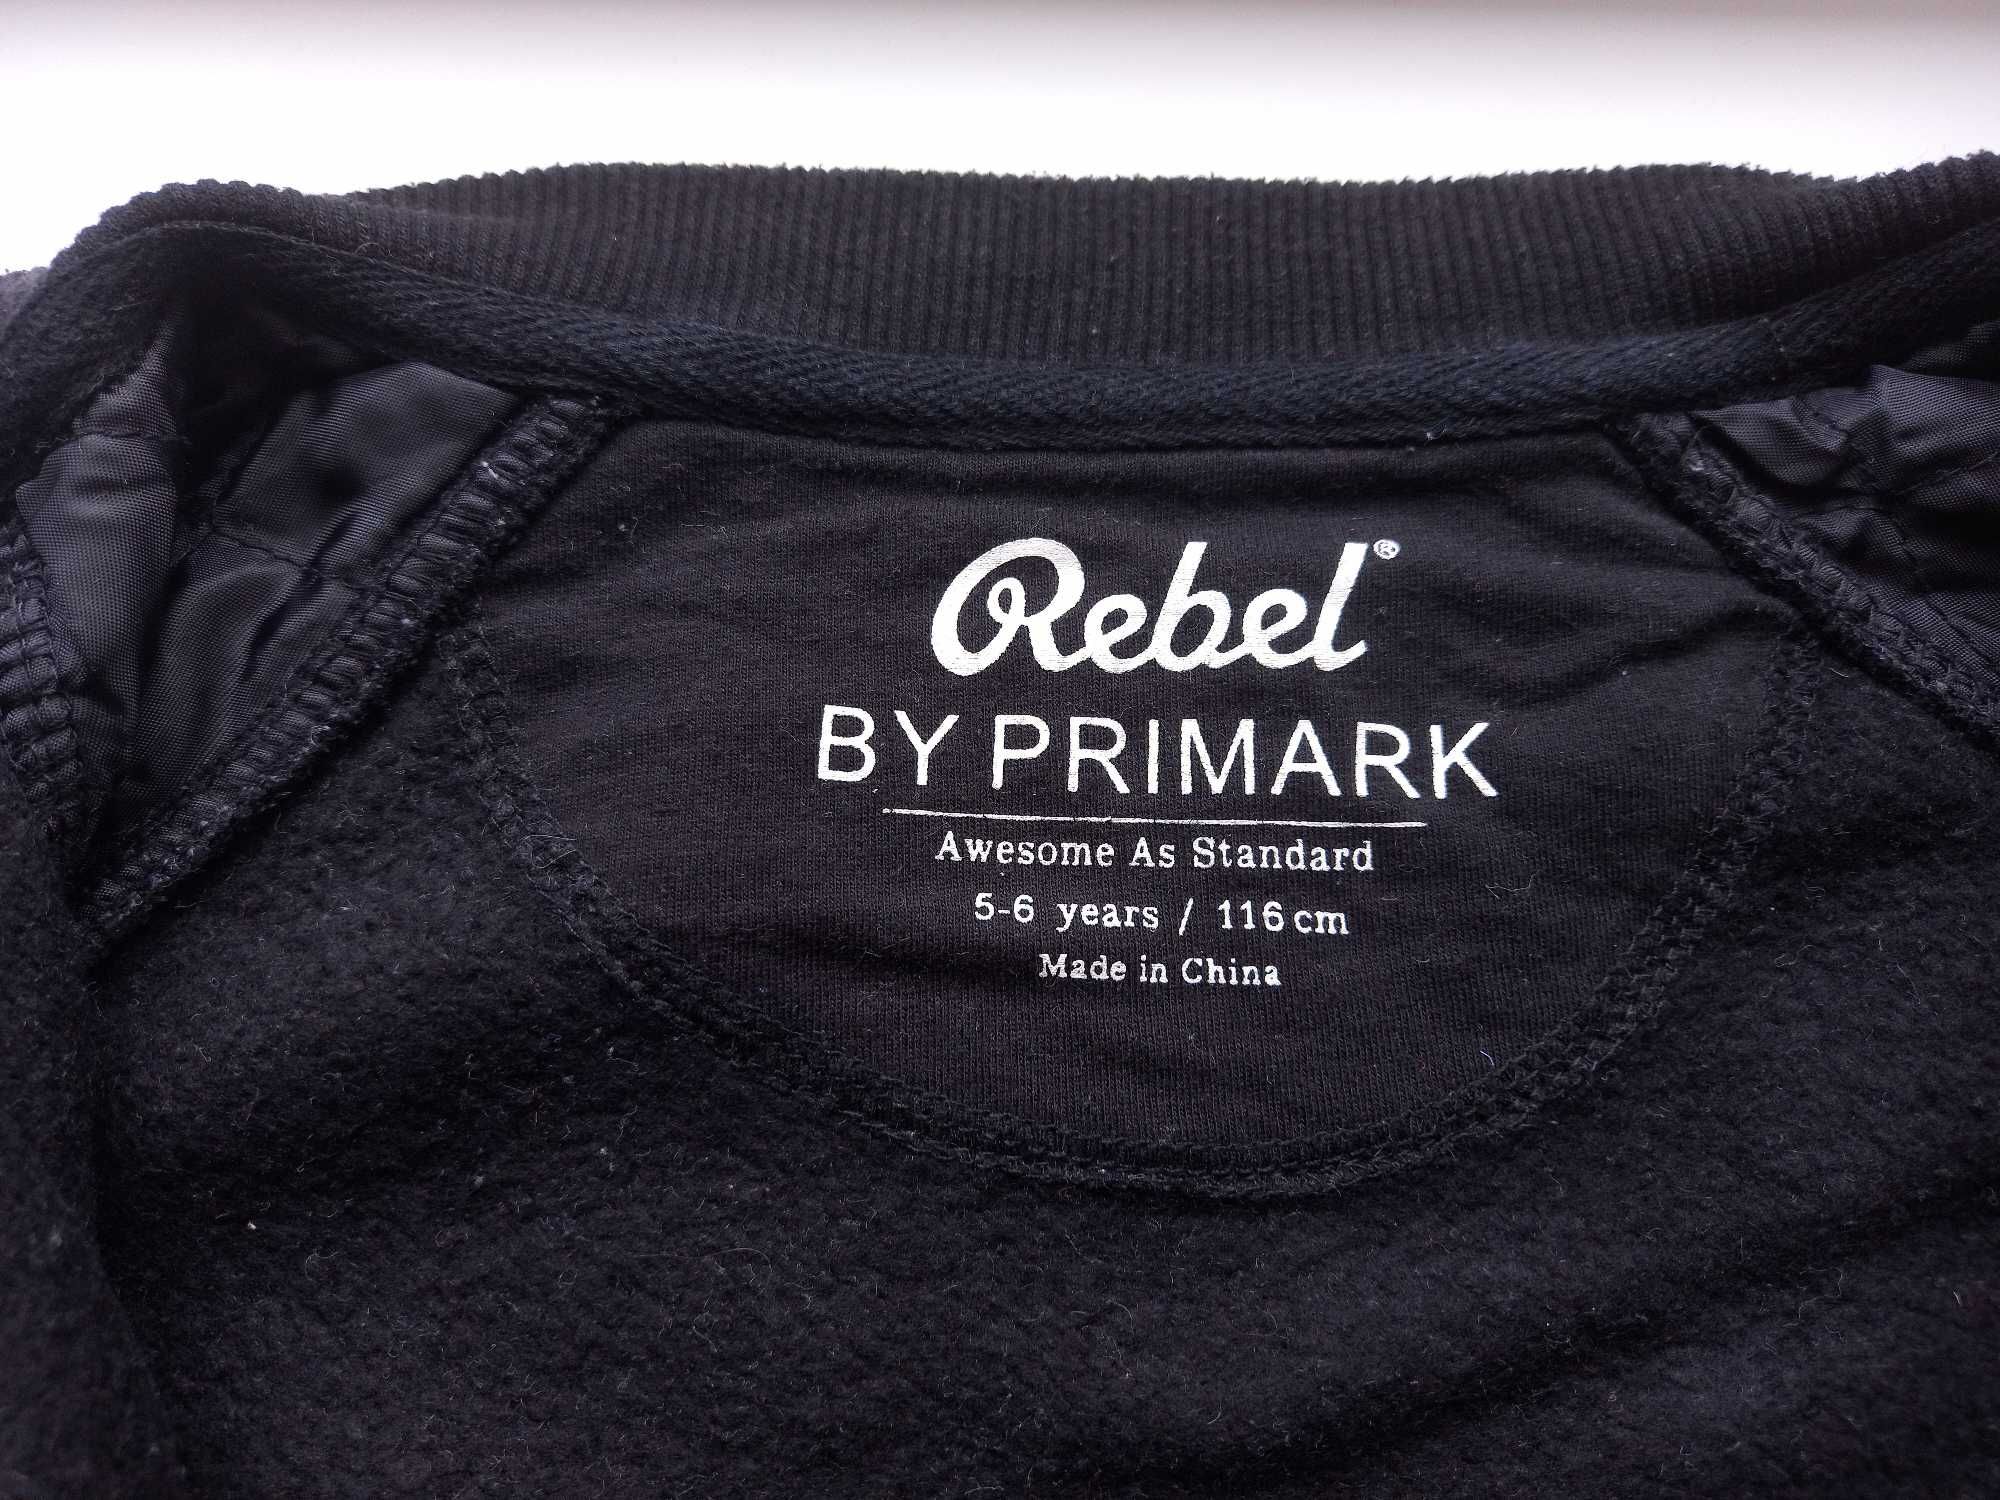 Rebel®
BY PRIMARK
Awesome As Standard
5-6 years / 116cm
Made in China